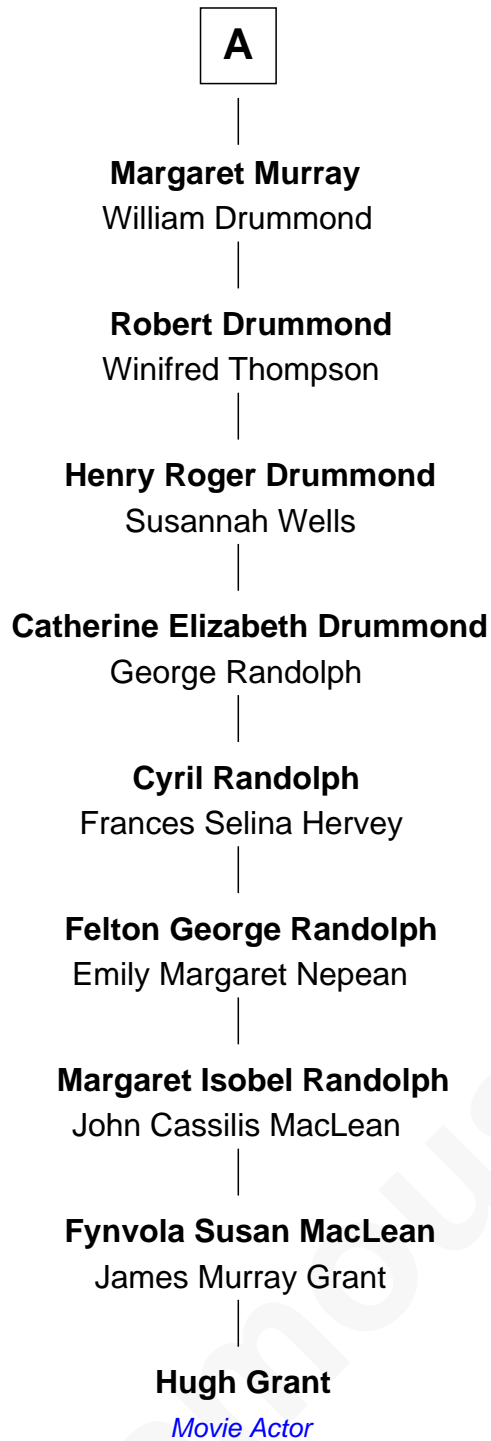 A
Margaret Murray
William Drummond
Robert Drummond
Winifred Thompson
Henry Roger Drummond
Susannah Wells
Catherine Elizabeth Drummond
George Randolph
Cyril Randolph
Frances Selina Hervey
Felton George Randolph
Emily Margaret Nepean
Margaret Isobel Randolph
John Cassilis MacLean
Fynvola Susan MacLean
James Murray Grant
Hugh Grant
Movie Actor